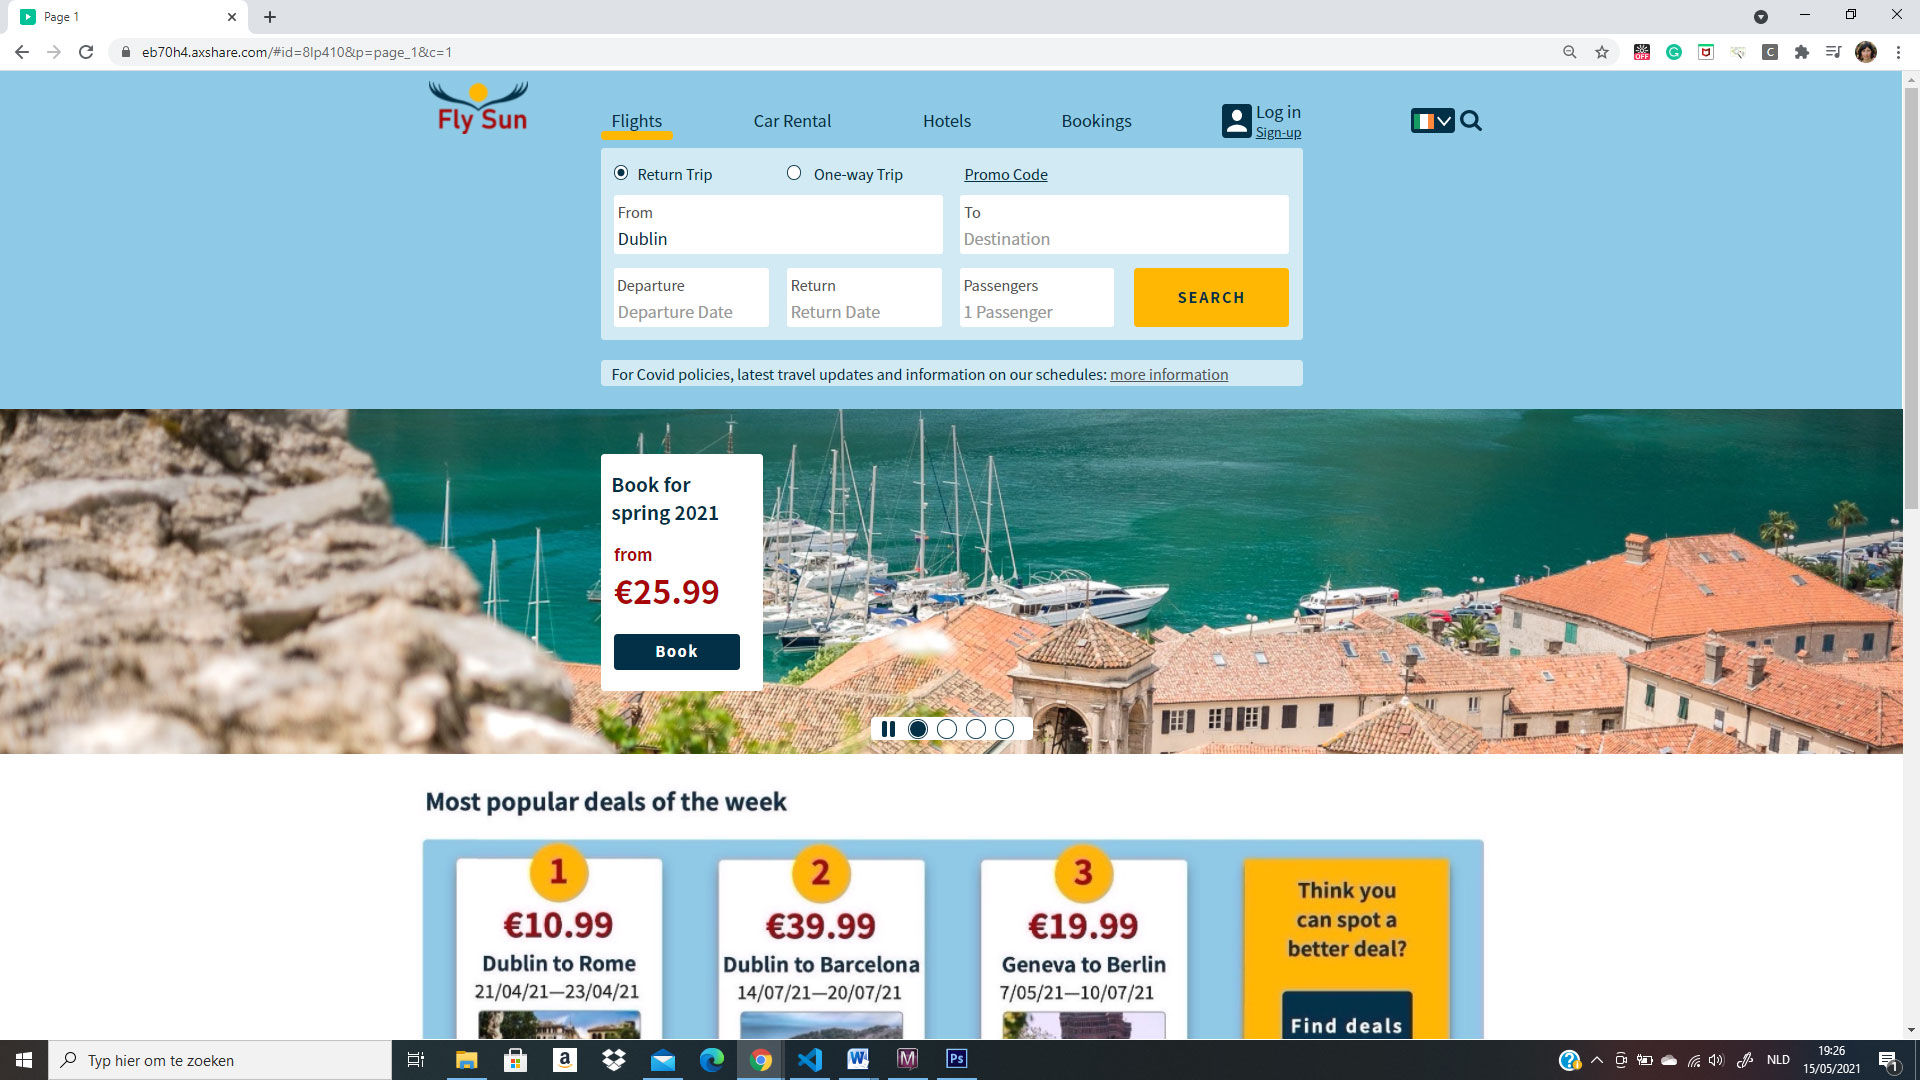 Page 1
eb70h4.axshare.com/#id=8lp410&p=page_1&c=1
OFF
C
Fly Sun
Flights
Car Rental
Hotels
Bookings
Log in
Sign-up
Return Trip
One-way Trip
Promo Code
From
Dublin
To
Destination
Departure
Departure Date
Return
Return Date
Passengers
1 Passenger
SEARCH
For Covid policies, latest travel updates and information on our schedules: more information
Book for
spring 2021
from
€25.99
Book
Most popular deals of the week
1
€10.99
Dublin to Rome
21/04/21—23/04/21
2
€39.99
Dublin to Barcelona
14/07/21—20/07/21
3
€19.99
Geneva to Berlin
7/05/21—10/07/21
Think you
can spot a
better deal?
Find deals
Typ hier om te zoeken
a
W
M
Ps
NLD
19:26
15/05/2021
1